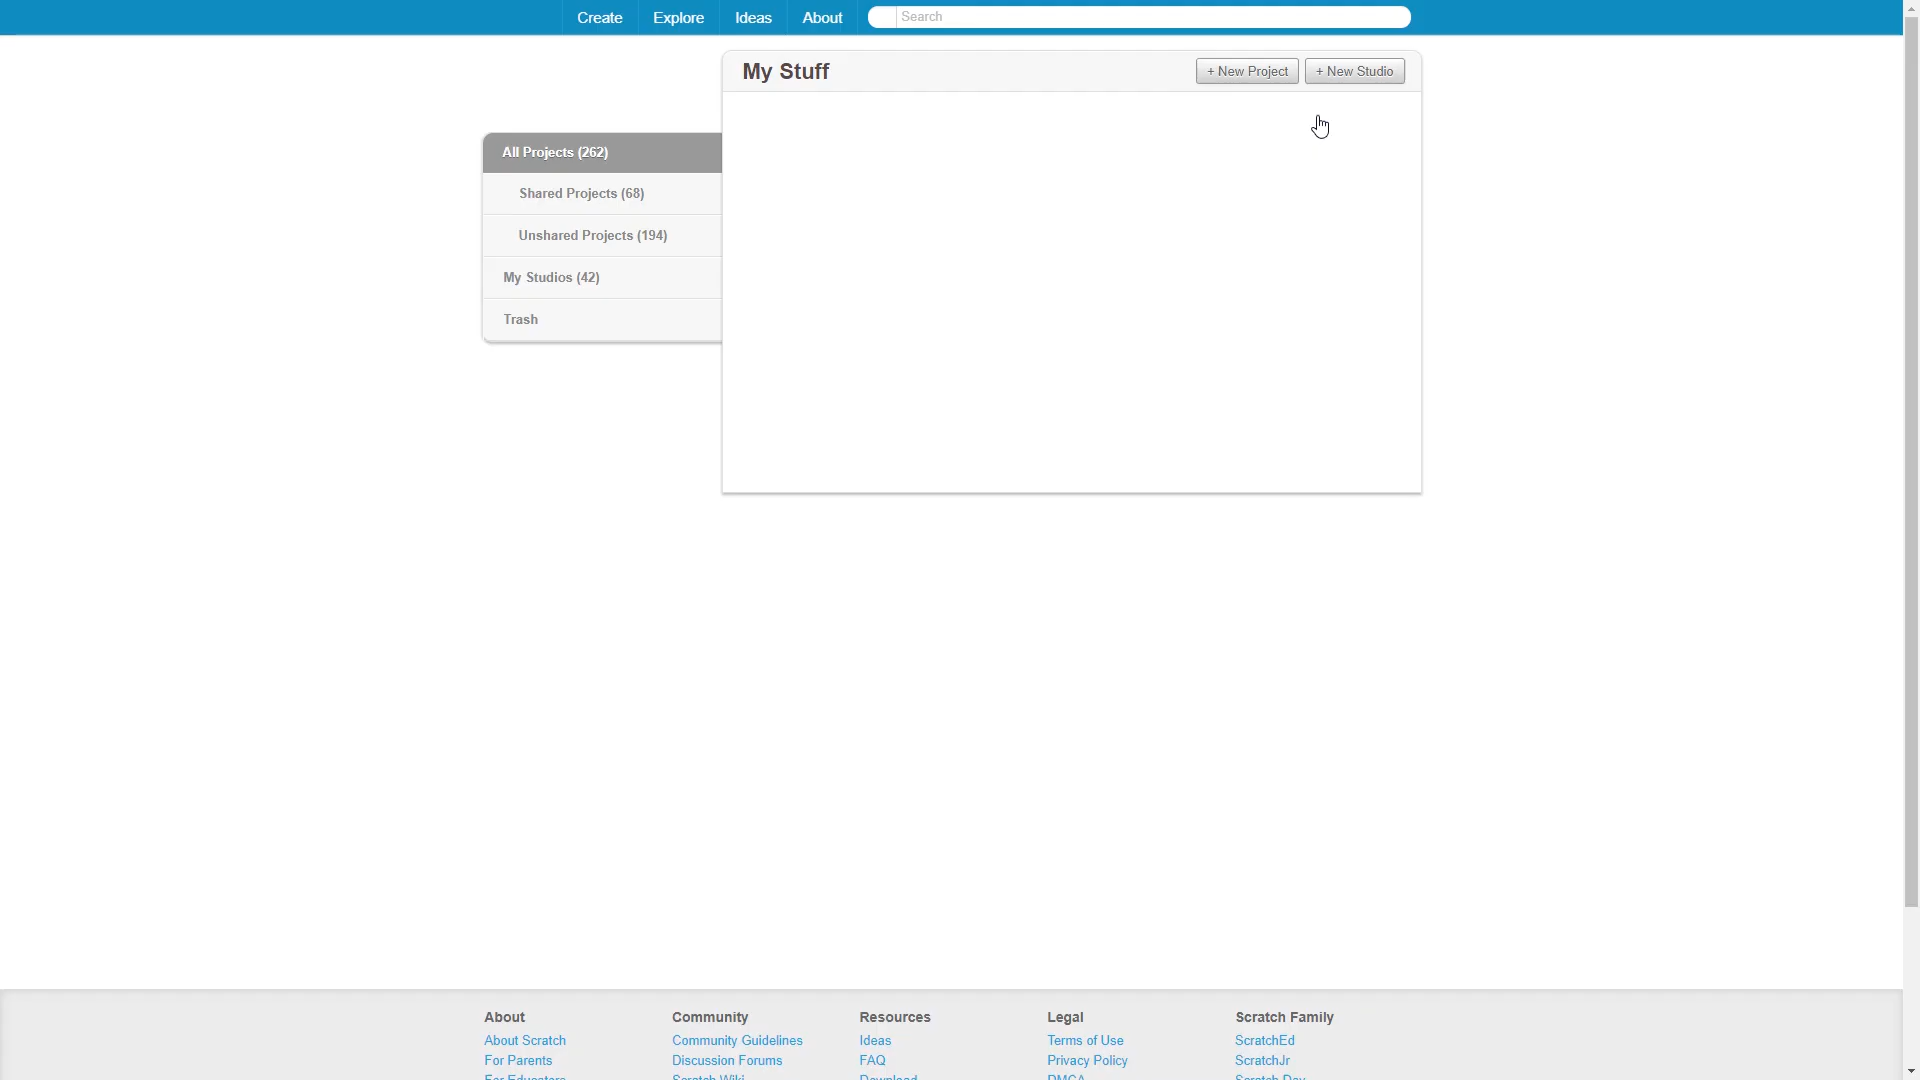 Create Explore Ideas About Search
My Stuff + New Project + New Studio
All Projects (262)
Shared Projects (68)
Unshared Projects (194)
My Studios (42)
Trash
About Community Resources Legal Scratch Family
About Scratch Community Guidelines Ideas Terms of Use ScratchEd
For Parents Discussion Forums FAQ Privacy Policy ScratchJr
For Educators Scratch Wiki Download DMCA Scratch Day